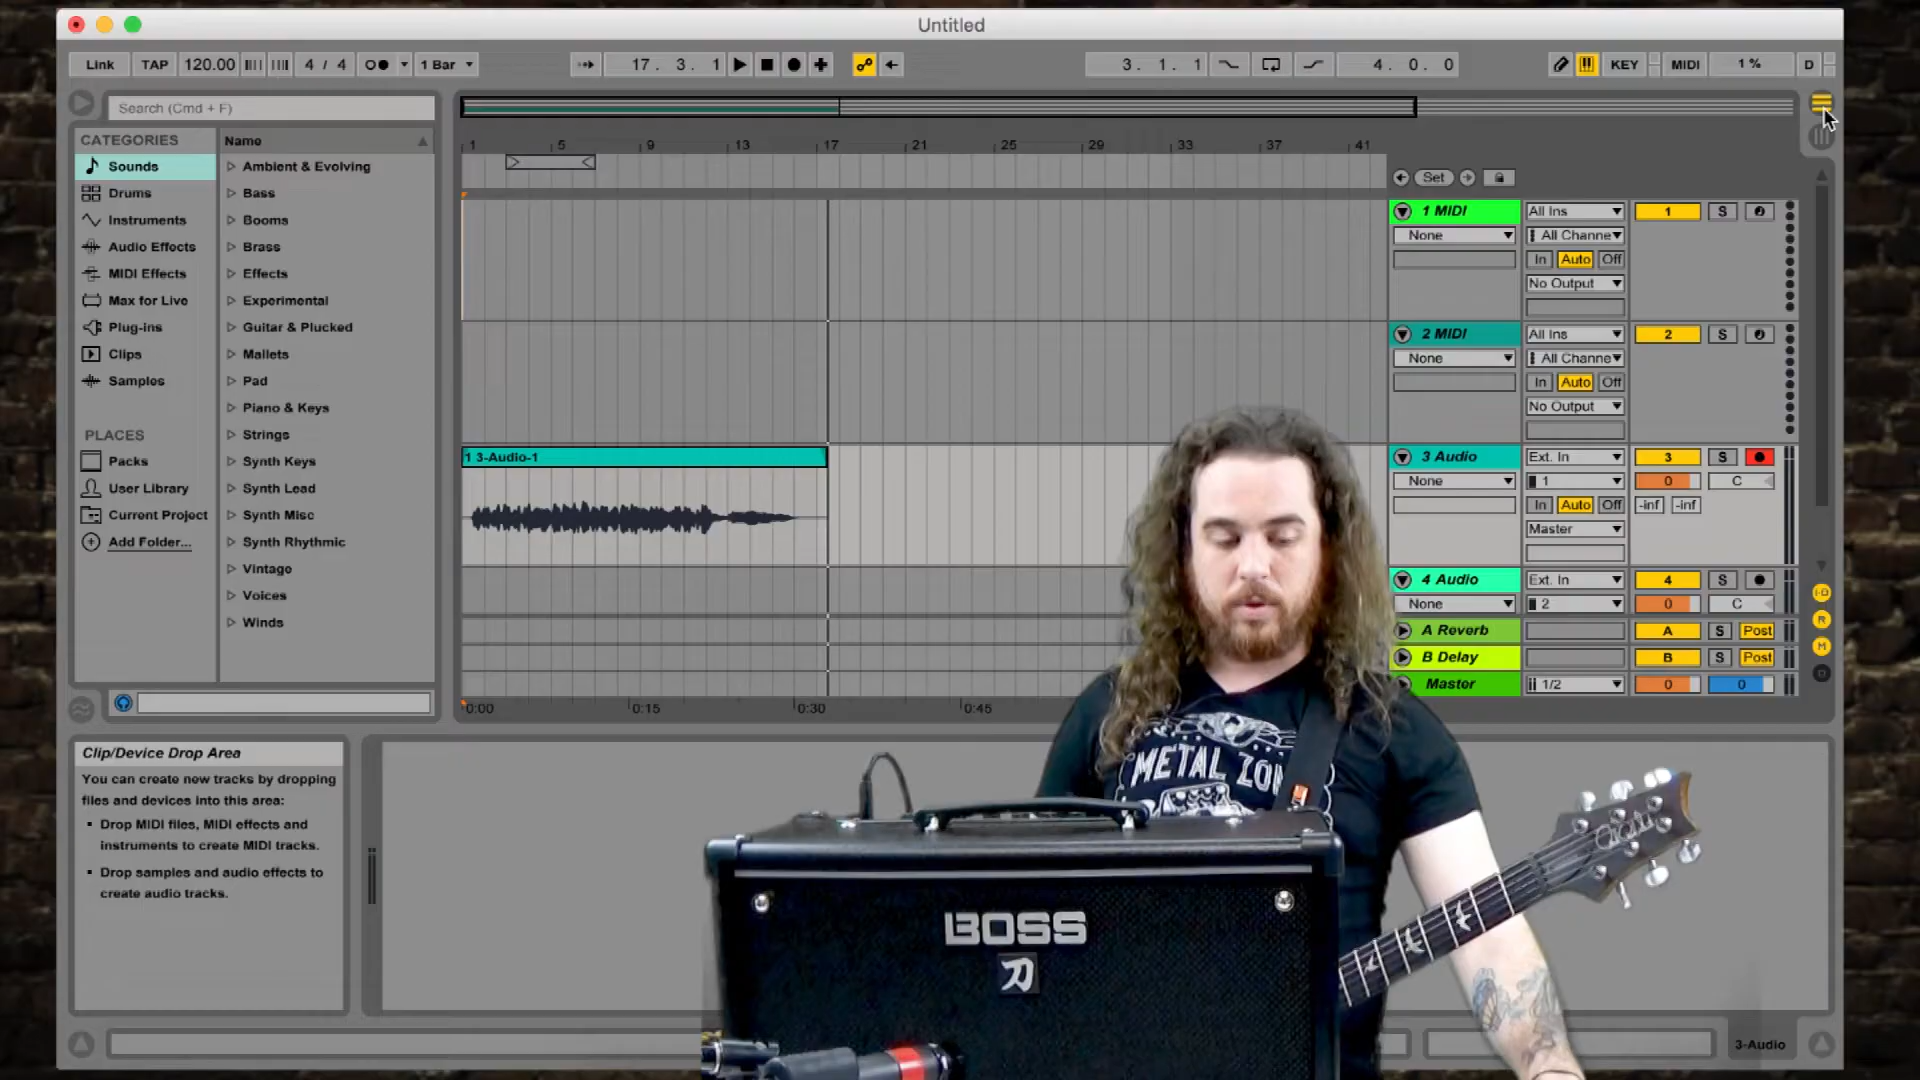 Untitled
Link TAP 120.00 4 / 4 1 Bar 17. 3. 1 3. 1. 1 4. 0. 0 KEY MIDI 1 % D
Search (Cmd + F)
CATEGORIES
Sounds
Drums
Instruments
Audio Effects
MIDI Effects
Max for Live
Plug-ins
Clips
Samples
PLACES
Packs
User Library
Current Project
Add Folder...
Name
Ambient & Evolving
Bass
Booms
Brass
Effects
Experimental
Guitar & Plucked
Mallets
Pad
Piano & Keys
Strings
Synth Keys
Synth Lead
Synth Misc
Synth Rhythmic
Vintage
Voices
Winds
1 5 9 13 17 21 25 29 33 37 41
Set
1 MIDI All Ins 1 S
None All Channe
In Auto Off
No Output
2 MIDI All Ins 2 S
None All Channe
In Auto Off
No Output
1 3-Audio-1
3 Audio Ext. In 3 S
None 1 0 C
In Auto Off -inf -inf
Master
4 Audio Ext. In 4 S
None 2 0 C
A Reverb A S Post
B Delay B S Post
Master 1/2 0 0
I-O
R
M
D
0:00 0:15 0:30 0:45
Clip/Device Drop Area
You can create new tracks by dropping
files and devices into this area:
Drop MIDI files, MIDI effects and
instruments to create MIDI tracks.
Drop samples and audio effects to
create audio tracks.
METAL ZON
BOSS
刀
3-Audio